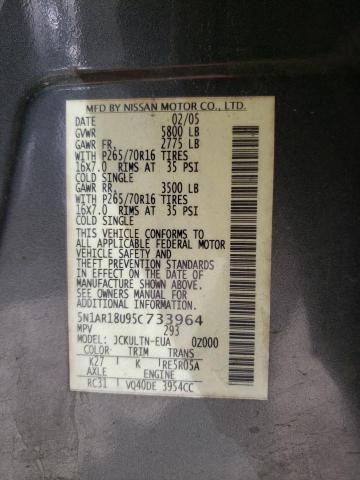 MFD BY NISSAN MOTOR CO., LTD.
DATE 02/05
GVWR 5800 LB
GAWR FR. 2775 LB
WITH P265/70R16 TIRES
16X7.0 RIMS AT 35 PSI
COLD SINGLE
GAWR RR. 3500 LB
WITH P265/70R16 TIRES
16X7.0 RIMS AT 35 PSI
COLD SINGLE
THIS VEHICLE CONFORMS TO
ALL APPLICABLE FEDERAL MOTOR
VEHICLE SAFETY AND
THEFT PREVENTION STANDARDS
IN EFFECT ON THE DATE OF
MANUFACTURE SHOWN ABOVE.
SEE OWNER'S MANUAL FOR
ADDITIONAL INFORMATION.
5N1AR18U95C733964
MPV 293
MODEL: JCKULTN-EUA 02000
COLOR TRIM TRANS
K27 K RE5R05A
AXLE ENGINE
RC31 VQ40DE 3954CC